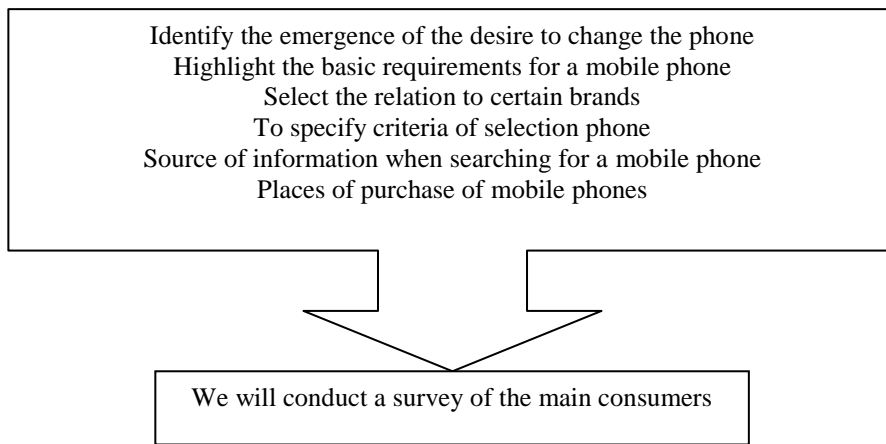 Identify the emergence of the desire to change the phone
Highlight the basic requirements for a mobile phone
Select the relation to certain brands
To specify criteria of selection phone
Source of information when searching for a mobile phone
Places of purchase of mobile phones
We will conduct a survey of the main consumers